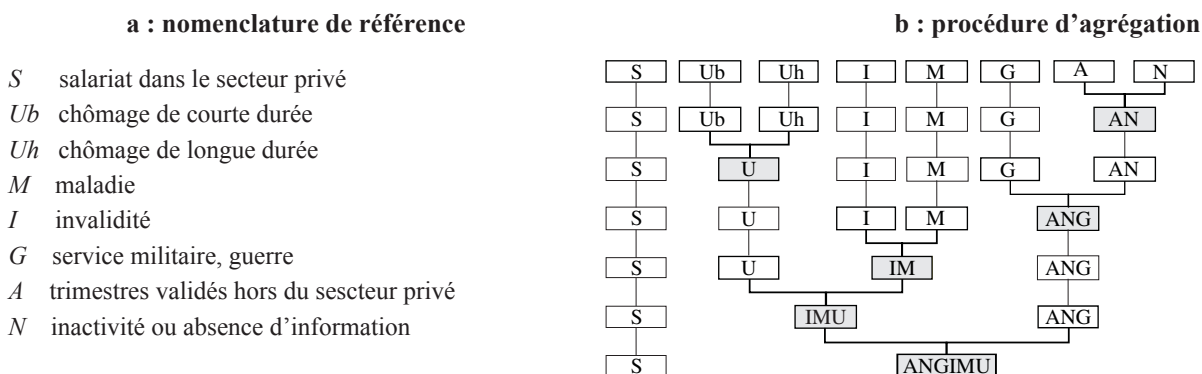 a : nomenclature de référence
S salariat dans le secteur privé
Ub chômage de courte durée
Uh chômage de longue durée
M maladie
I invalidité
G service militaire, guerre
A trimestres validés hors du sescteur privé
N inactivité ou absence d’information
b : procédure d’agrégation
S Ub Uh I M G A N
S Ub Uh I M G AN
S U I M G AN
S U I M ANG
S U IM ANG
S IMU ANG
S ANGIMU